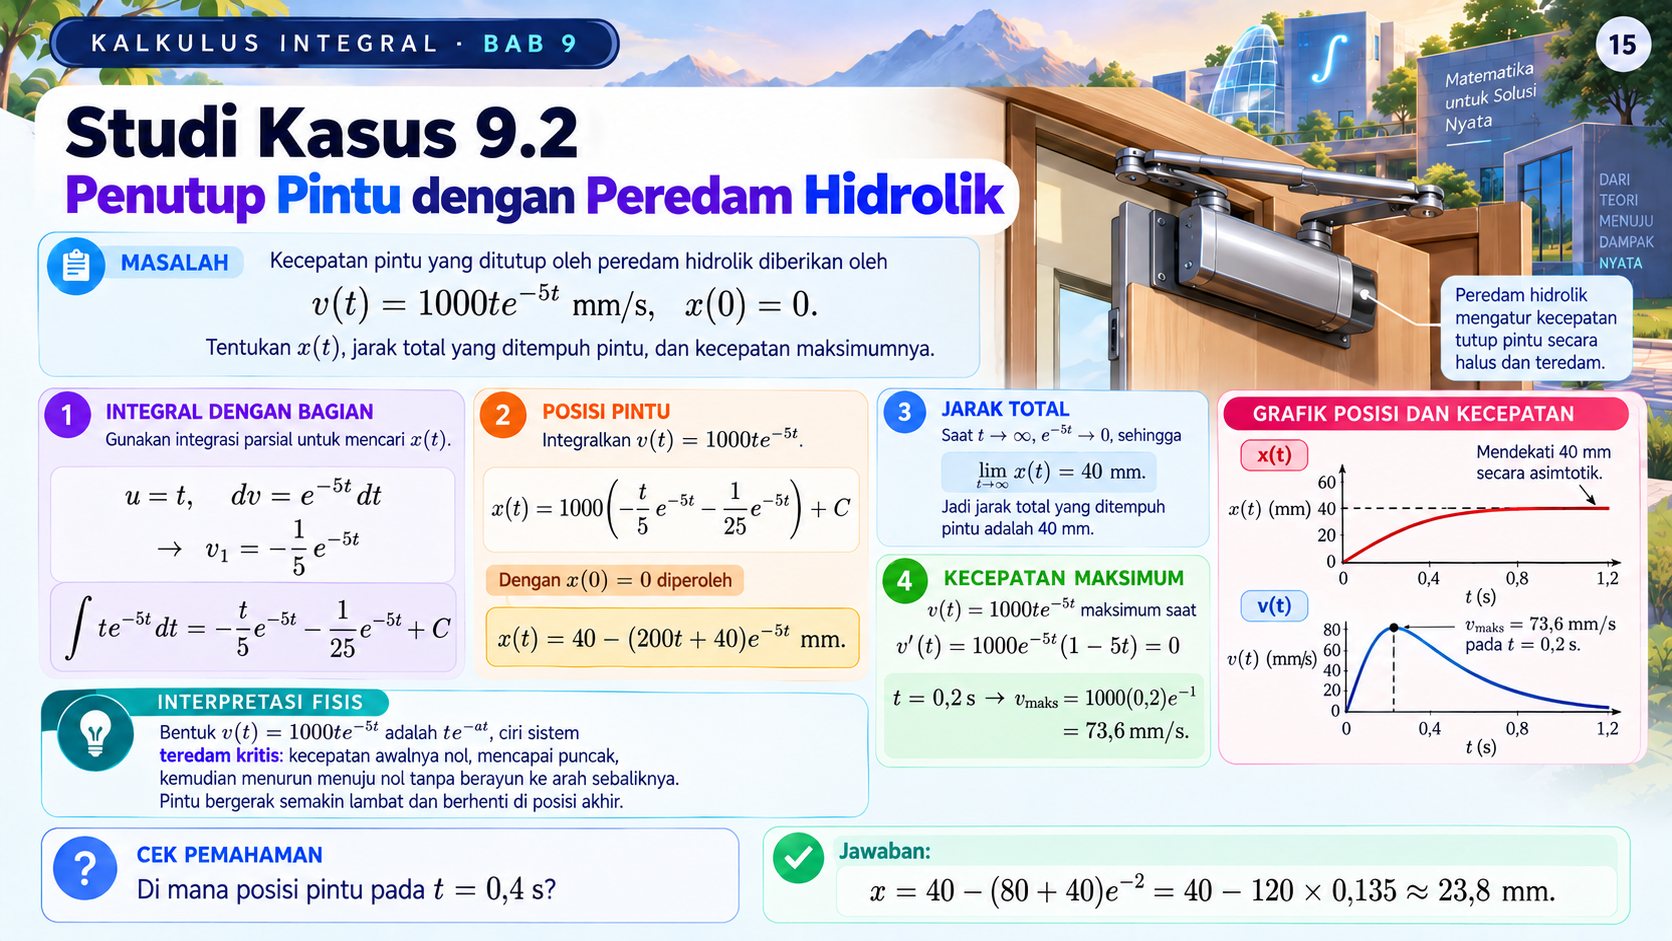 KALKULUS INTEGRAL · BAB 9
15
∫
Matematika
untuk Solusi
Nyata
DARI
TEORI
MENUJU
DAMPAK
NYATA
Studi Kasus 9.2
Penutup Pintu dengan Peredam Hidrolik
MASALAH
Kecepatan pintu yang ditutup oleh peredam hidrolik diberikan oleh
v(t) = 1000te^{-5t} mm/s, x(0) = 0.
Tentukan x(t), jarak total yang ditempuh pintu, dan kecepatan maksimumnya.
Peredam hidrolik
mengatur kecepatan
tutup pintu secara
halus dan teredam.
1 INTEGRAL DENGAN BAGIAN
Gunakan integrasi parsial untuk mencari x(t).
u = t, dv = e^{-5t} dt
→ v₁ = -\frac{1}{5} e^{-5t}
∫ te^{-5t} dt = -\frac{t}{5} e^{-5t} - \frac{1}{25} e^{-5t} + C
2 POSISI PINTU
Integralkan v(t) = 1000te^{-5t}.
x(t) = 1000(-\frac{t}{5} e^{-5t} - \frac{1}{25} e^{-5t}) + C
Dengan x(0) = 0 diperoleh
x(t) = 40 - (200t + 40)e^{-5t} mm.
3 JARAK TOTAL
Saat t → ∞, e^{-5t} → 0, sehingga
lim_{t→∞} x(t) = 40 mm.
Jadi jarak total yang ditempuh
pintu adalah 40 mm.
4 KECEPATAN MAKSIMUM
v(t) = 1000te^{-5t} maksimum saat
v′(t) = 1000e^{-5t}(1 - 5t) = 0
t = 0,2 s → v_{maks} = 1000(0,2)e^{-1}
= 73,6 mm/s.
GRAFIK POSISI DAN KECEPATAN
x(t)
Mendekati 40 mm
secara asimtotik.
x(t) (mm)
60
40
20
0
0 0,4 0,8 1,2
t (s)
v(t)
v_{maks} = 73,6 mm/s
pada t = 0,2 s.
v(t) (mm/s)
80
60
40
20
0
0 0,4 0,8 1,2
t (s)
INTERPRETASI FISIS
Bentuk v(t) = 1000te^{-5t} adalah te^{-at}, ciri sistem
teredam kritis: kecepatan awalnya nol, mencapai puncak,
kemudian menurun menuju nol tanpa berayun ke arah sebaliknya.
Pintu bergerak semakin lambat dan berhenti di posisi akhir.
?
CEK PEMAHAMAN
Di mana posisi pintu pada t = 0,4 s?
Jawaban:
x = 40 - (80 + 40)e^{-2} = 40 - 120 × 0,135 ≈ 23,8 mm.